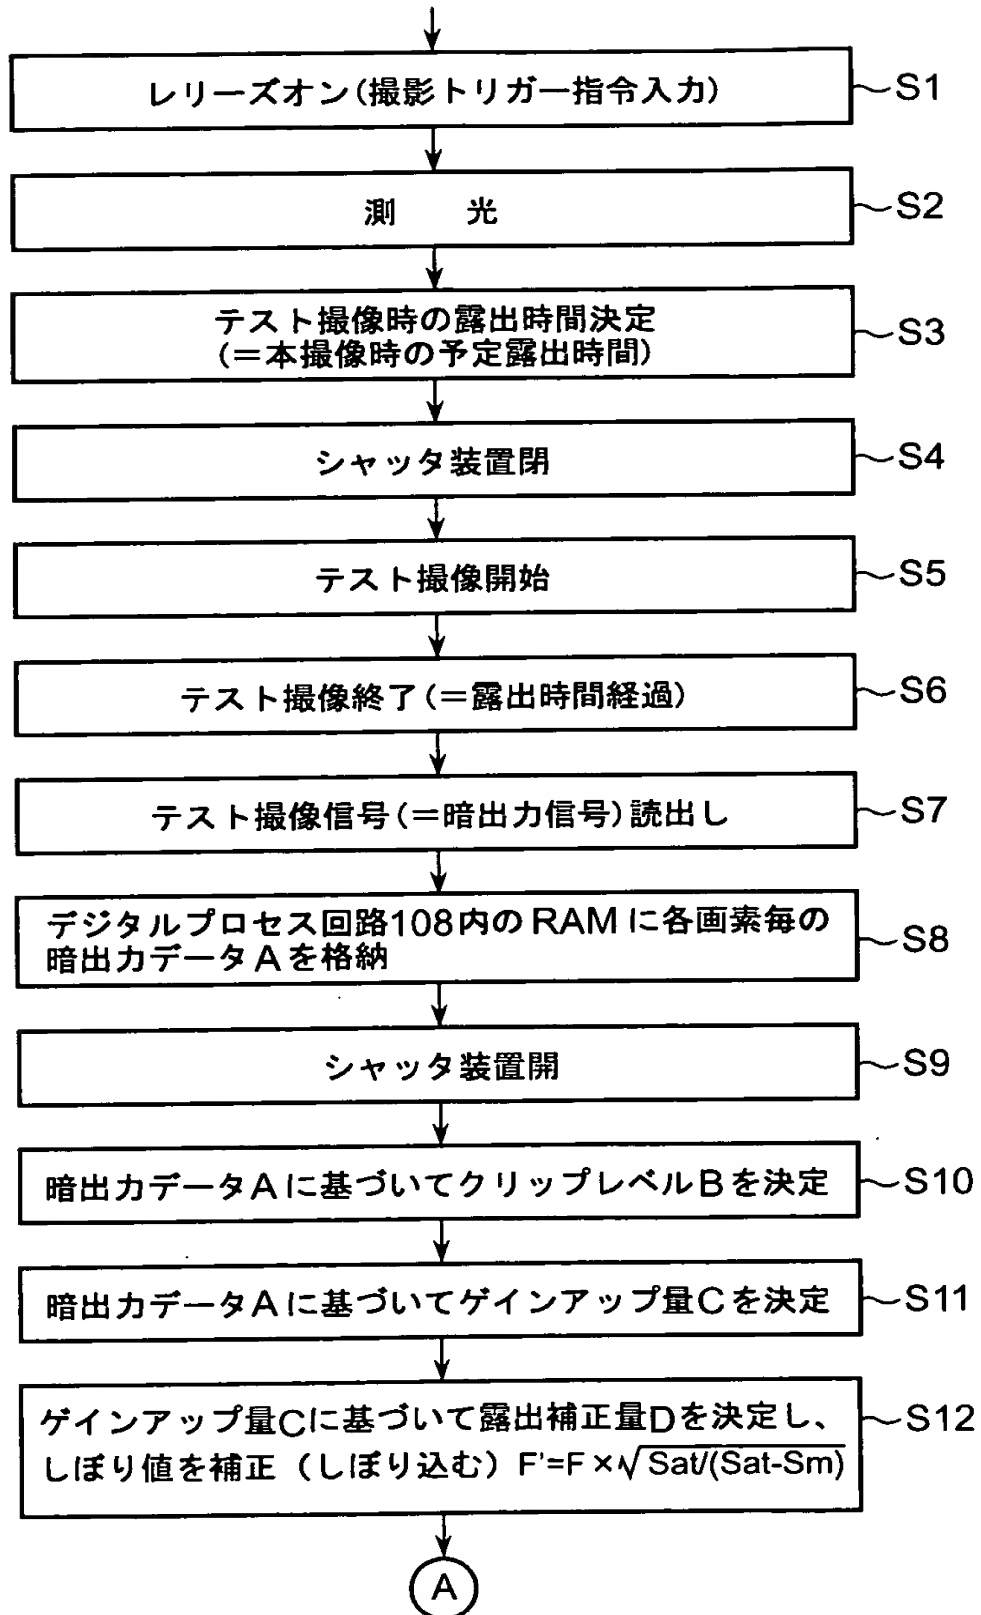 レリーズオン(撮影トリガー指令入力)
S1
測 光
S2
テスト撮像時の露出時間決定
(=本撮像時の予定露出時間)
S3
シャッタ装置閉
S4
テスト撮像開始
S5
テスト撮像終了(=露出時間経過)
S6
テスト撮像信号(=暗出力信号)読出し
S7
デジタルプロセス回路108内のRAMに各画素毎の
暗出力データAを格納
S8
シャッタ装置開
S9
暗出力データAに基づいてクリップレベルBを決定
S10
暗出力データAに基づいてゲインアップ量Cを決定
S11
ゲインアップ量Cに基づいて露出補正量Dを決定し、
しぼり値を補正(しぼり込む)F'=F×√Sat/(Sat-Sm)
S12
A